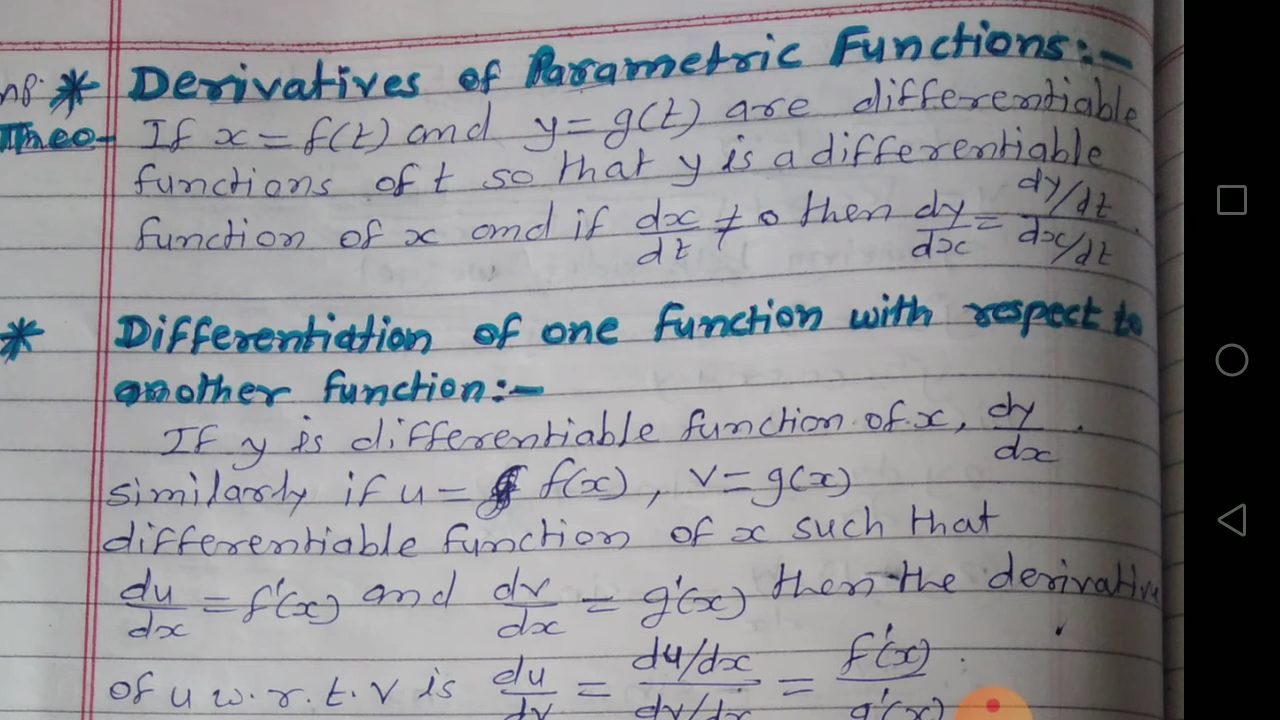 * Derivatives of Parametric Functions:-
Theo- If x = f(t) and y = g(t) are differentiable
functions of t so that y is a differentiable
function of x and if dx/dt ≠ 0 then dy/dx = (dy/dt)/(dx/dt).
* Differentiation of one function with respect to
another function:-
If y is differentiable function of x, dy/dx.
similarly if u = f(x), v = g(x)
differentiable function of x such that
du/dx = f'(x) and dv/dx = g'(x) then the derivative
of u w.r.t. v is du/dv = (du/dx)/(dv/dx) = f'(x)/g'(x).